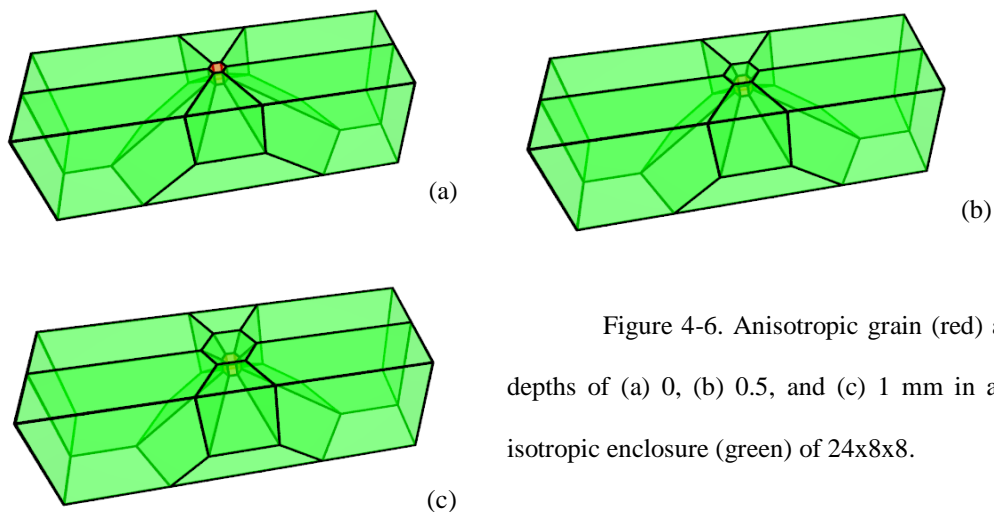 (a)
(b)
Figure 4-6. Anisotropic grain (red) a
depths of (a) 0, (b) 0.5, and (c) 1 mm in a
isotropic enclosure (green) of 24x8x8.
(c)